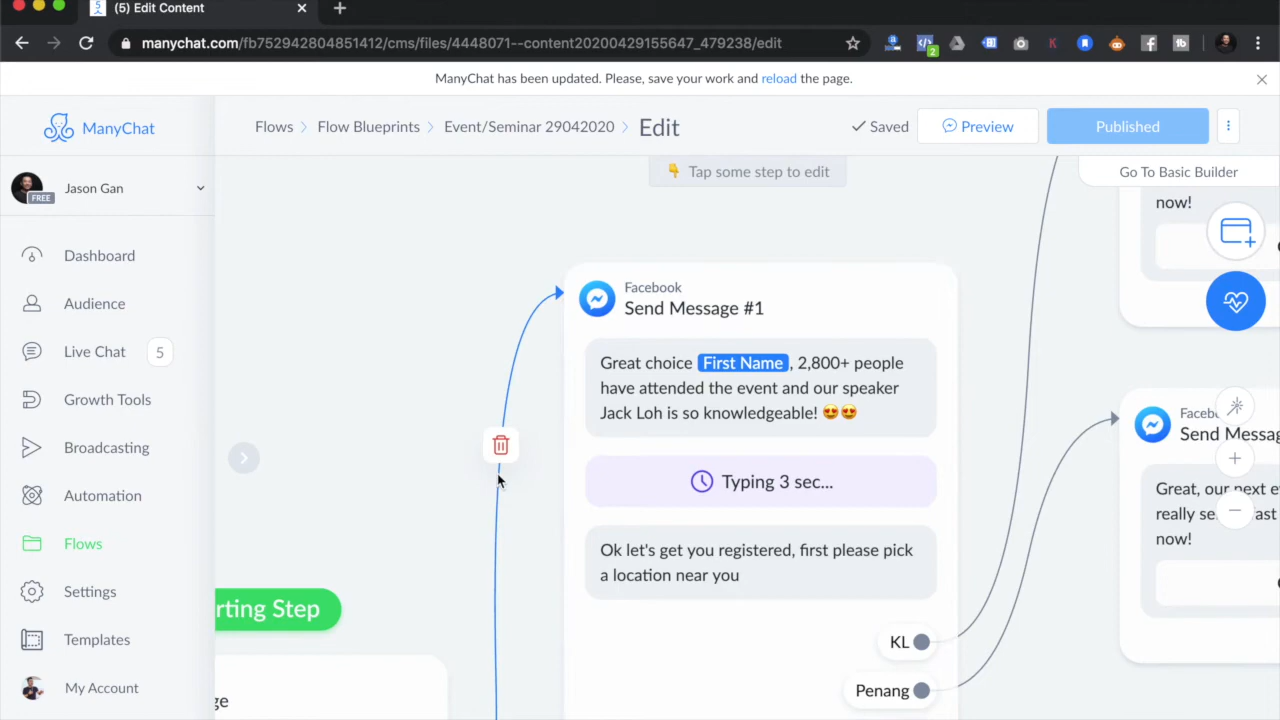 (5) Edit Content
manychat.com/fb752942804851412/cms/files/4448071--content20200429155647_479238/edit
2
ManyChat has been updated. Please, save your work and reload the page.
ManyChat
Flows
Flow Blueprints
Event/Seminar 29042020
Edit
Saved
Preview
Published
Jason Gan
FREE
👇 Tap some step to edit
Go To Basic Builder
Dashboard
Audience
Live Chat
5
Growth Tools
Broadcasting
Automation
Flows
Settings
Templates
My Account
rting Step
ge
Facebook
Send Message #1
Great choice First Name, 2,800+ people
have attended the event and our speaker
Jack Loh is so knowledgeable! 😍😍
Typing 3 sec...
Ok let's get you registered, first please pick
a location near you
KL
Penang
now!
Faceb
Send Messag
Great, our next e
really se ast
now!